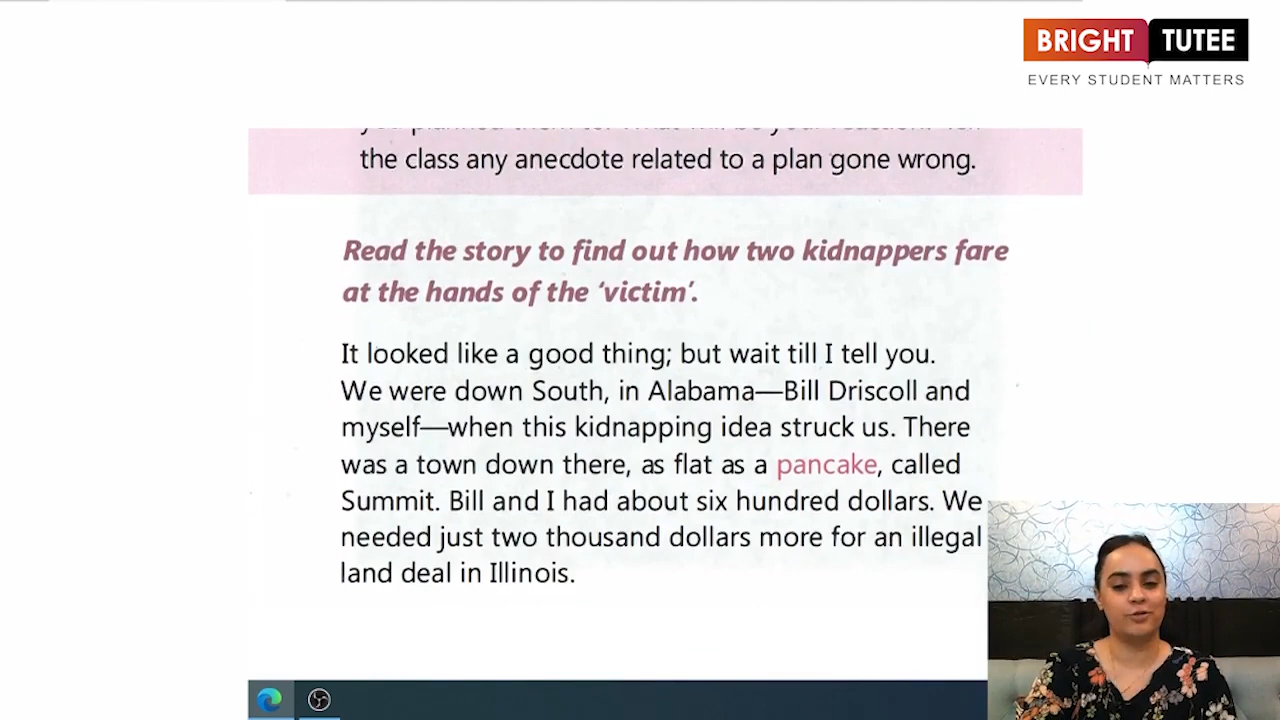 BRIGHT TUTEE
EVERY STUDENT MATTERS
the class any anecdote related to a plan gone wrong.
Read the story to find out how two kidnappers fare
at the hands of the ‘victim’.
It looked like a good thing; but wait till I tell you.
We were down South, in Alabama—Bill Driscoll and
myself—when this kidnapping idea struck us. There
was a town down there, as flat as a pancake, called
Summit. Bill and I had about six hundred dollars. We
needed just two thousand dollars more for an illegal
land deal in Illinois.